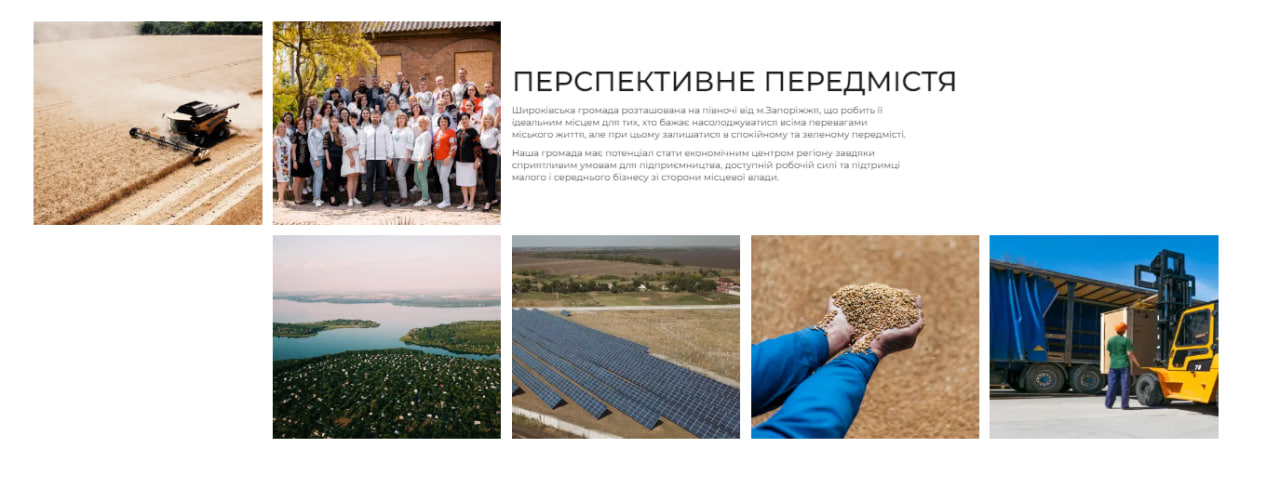 ПЕРСПЕКТИВНЕ ПЕРЕДМІСТЯ
Широківська громада розташована на півночі від м.Запоріжжя, що робить її
ідеальним місцем для тих, хто бажає насолоджуватися всіма перевагами
міського життя, але при цьому залишатися в спокійному та зеленому передмісті.
Наша громада має потенціал стати економічним центром регіону завдяки
сприятливим умовам для підприємництва, доступній робочій силі та підтримці
малого і середнього бізнесу зі сторони місцевої влади.
70